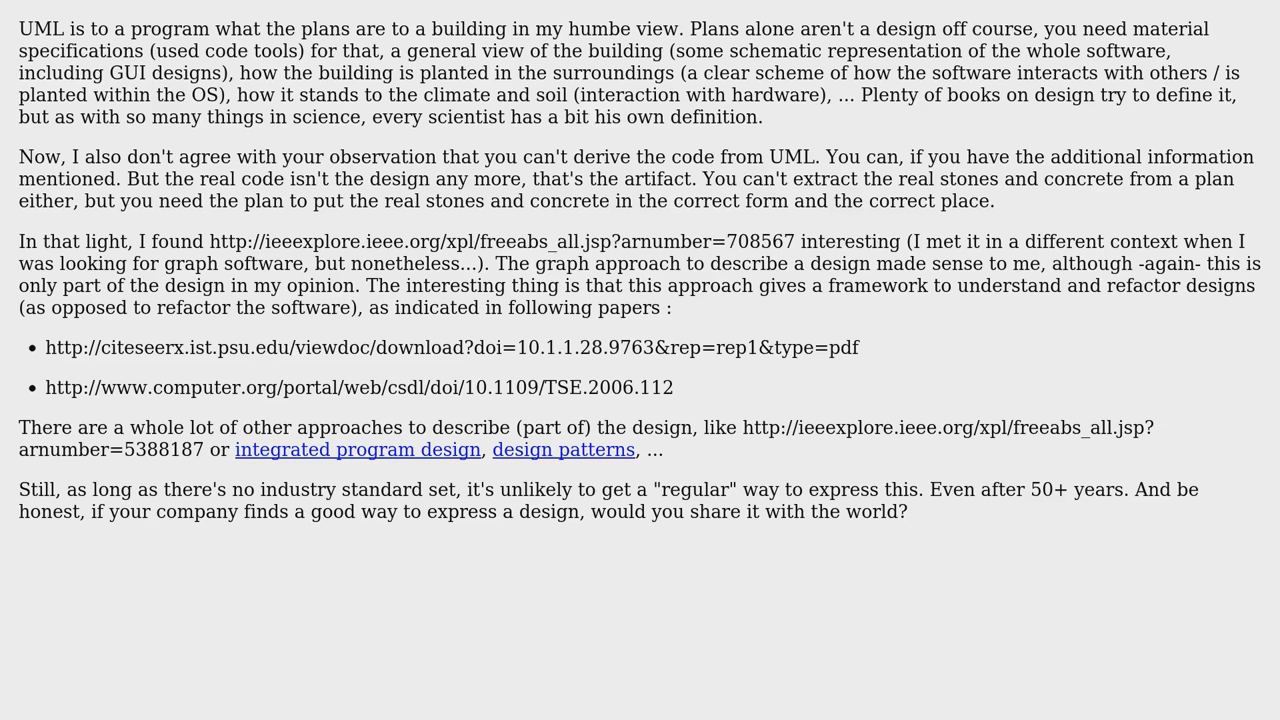 UML is to a program what the plans are to a building in my humbe view. Plans alone aren't a design off course, you need material
specifications (used code tools) for that, a general view of the building (some schematic representation of the whole software,
including GUI designs), how the building is planted in the surroundings (a clear scheme of how the software interacts with others / is
planted within the OS), how it stands to the climate and soil (interaction with hardware), ... Plenty of books on design try to define it,
but as with so many things in science, every scientist has a bit his own definition.
Now, I also don't agree with your observation that you can't derive the code from UML. You can, if you have the additional information
mentioned. But the real code isn't the design any more, that's the artifact. You can't extract the real stones and concrete from a plan
either, but you need the plan to put the real stones and concrete in the correct form and the correct place.
In that light, I found http://ieeexplore.ieee.org/xpl/freeabs_all.jsp?arnumber=708567 interesting (I met it in a different context when I
was looking for graph software, but nonetheless...). The graph approach to describe a design made sense to me, although -again- this is
only part of the design in my opinion. The interesting thing is that this approach gives a framework to understand and refactor designs
(as opposed to refactor the software), as indicated in following papers :
• http://citeseerx.ist.psu.edu/viewdoc/download?doi=10.1.1.28.9763&rep=rep1&type=pdf
• http://www.computer.org/portal/web/csdl/doi/10.1109/TSE.2006.112
There are a whole lot of other approaches to describe (part of) the design, like http://ieeexplore.ieee.org/xpl/freeabs_all.jsp?
arnumber=5388187 or integrated program design, design patterns, ...
Still, as long as there's no industry standard set, it's unlikely to get a "regular" way to express this. Even after 50+ years. And be
honest, if your company finds a good way to express a design, would you share it with the world?